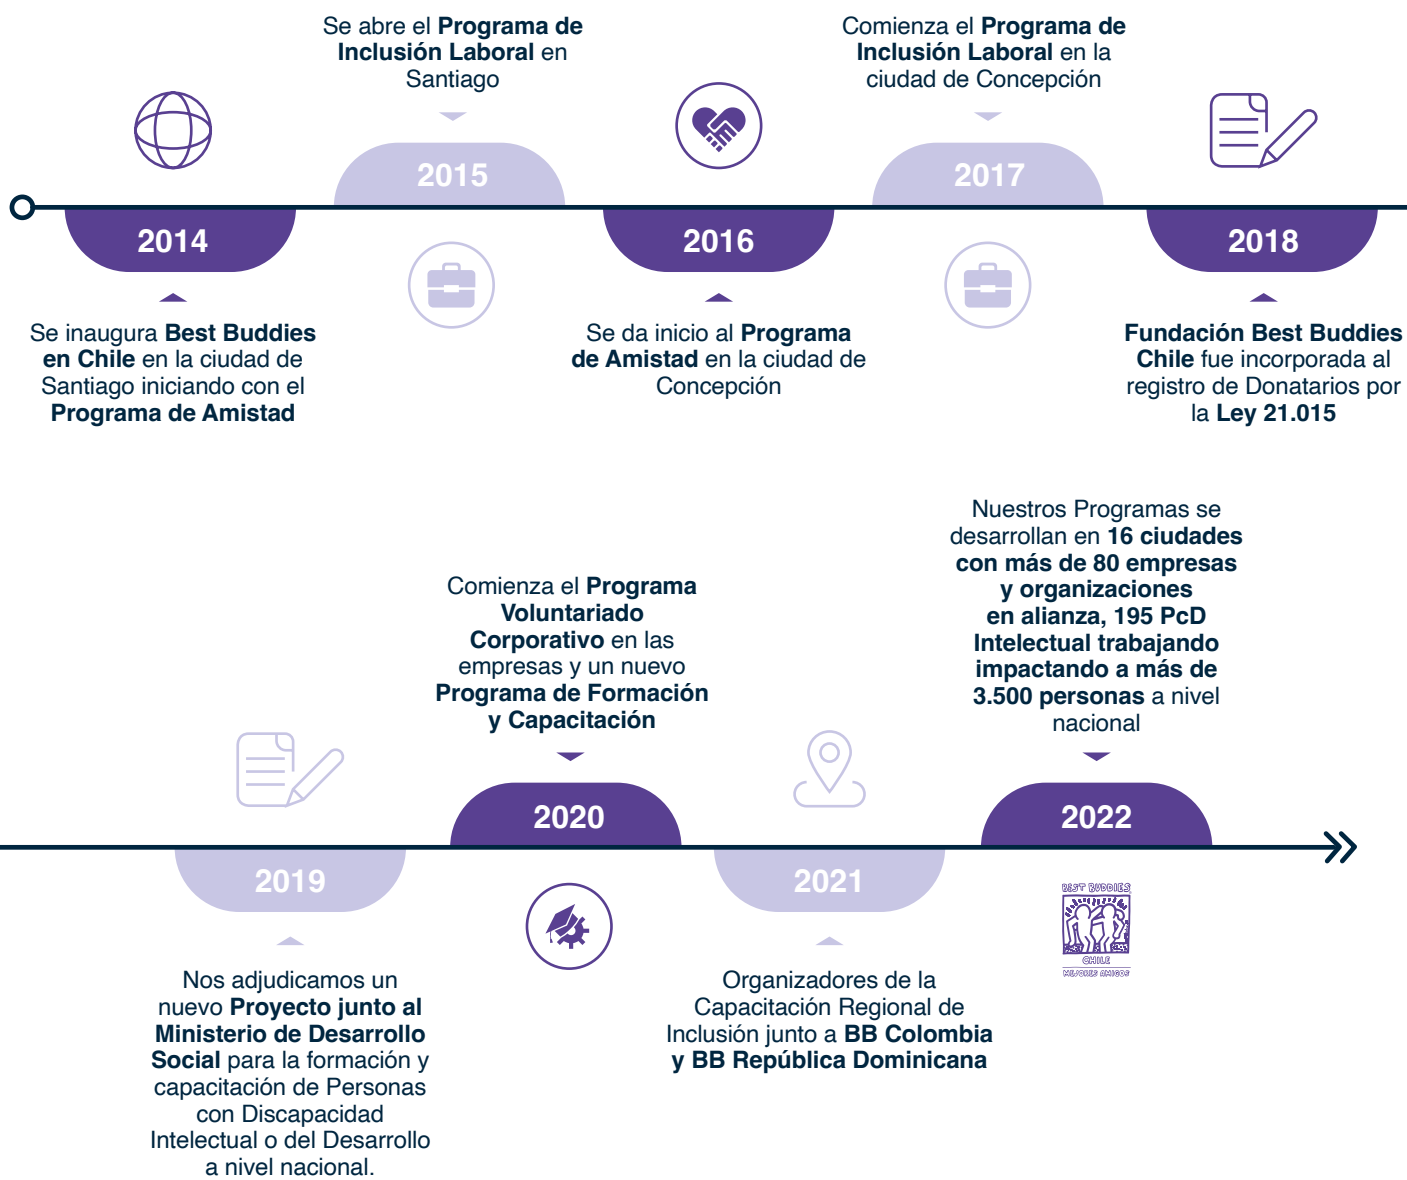 Se abre el Programa de
Inclusión Laboral en
Santiago
2015
Comienza el Programa de
Inclusión Laboral en la
ciudad de Concepción
2017
2014
Se inaugura Best Buddies
en Chile en la ciudad de
Santiago iniciando con el
Programa de Amistad
2016
Se da inicio al Programa
de Amistad en la ciudad de
Concepción
2018
Fundación Best Buddies
Chile fue incorporada al
registro de Donatarios por
la Ley 21.015
Comienza el Programa
Voluntariado
Corporativo en las
empresas y un nuevo
Programa de Formación
y Capacitación
2020
Nuestros Programas se
desarrollan en 16 ciudades
con más de 80 empresas
y organizaciones
en alianza, 195 PcD
Intelectual trabajando
impactando a más de
3.500 personas a nivel
nacional
2022
2019
Nos adjudicamos un
nuevo Proyecto junto al
Ministerio de Desarrollo
Social para la formación y
capacitación de Personas
con Discapacidad
Intelectual o del Desarrollo
a nivel nacional.
2021
Organizadores de la
Capacitación Regional de
Inclusión junto a BB Colombia
y BB República Dominicana
BEST BUDDIES
CHILE
MEJORES AMIGOS